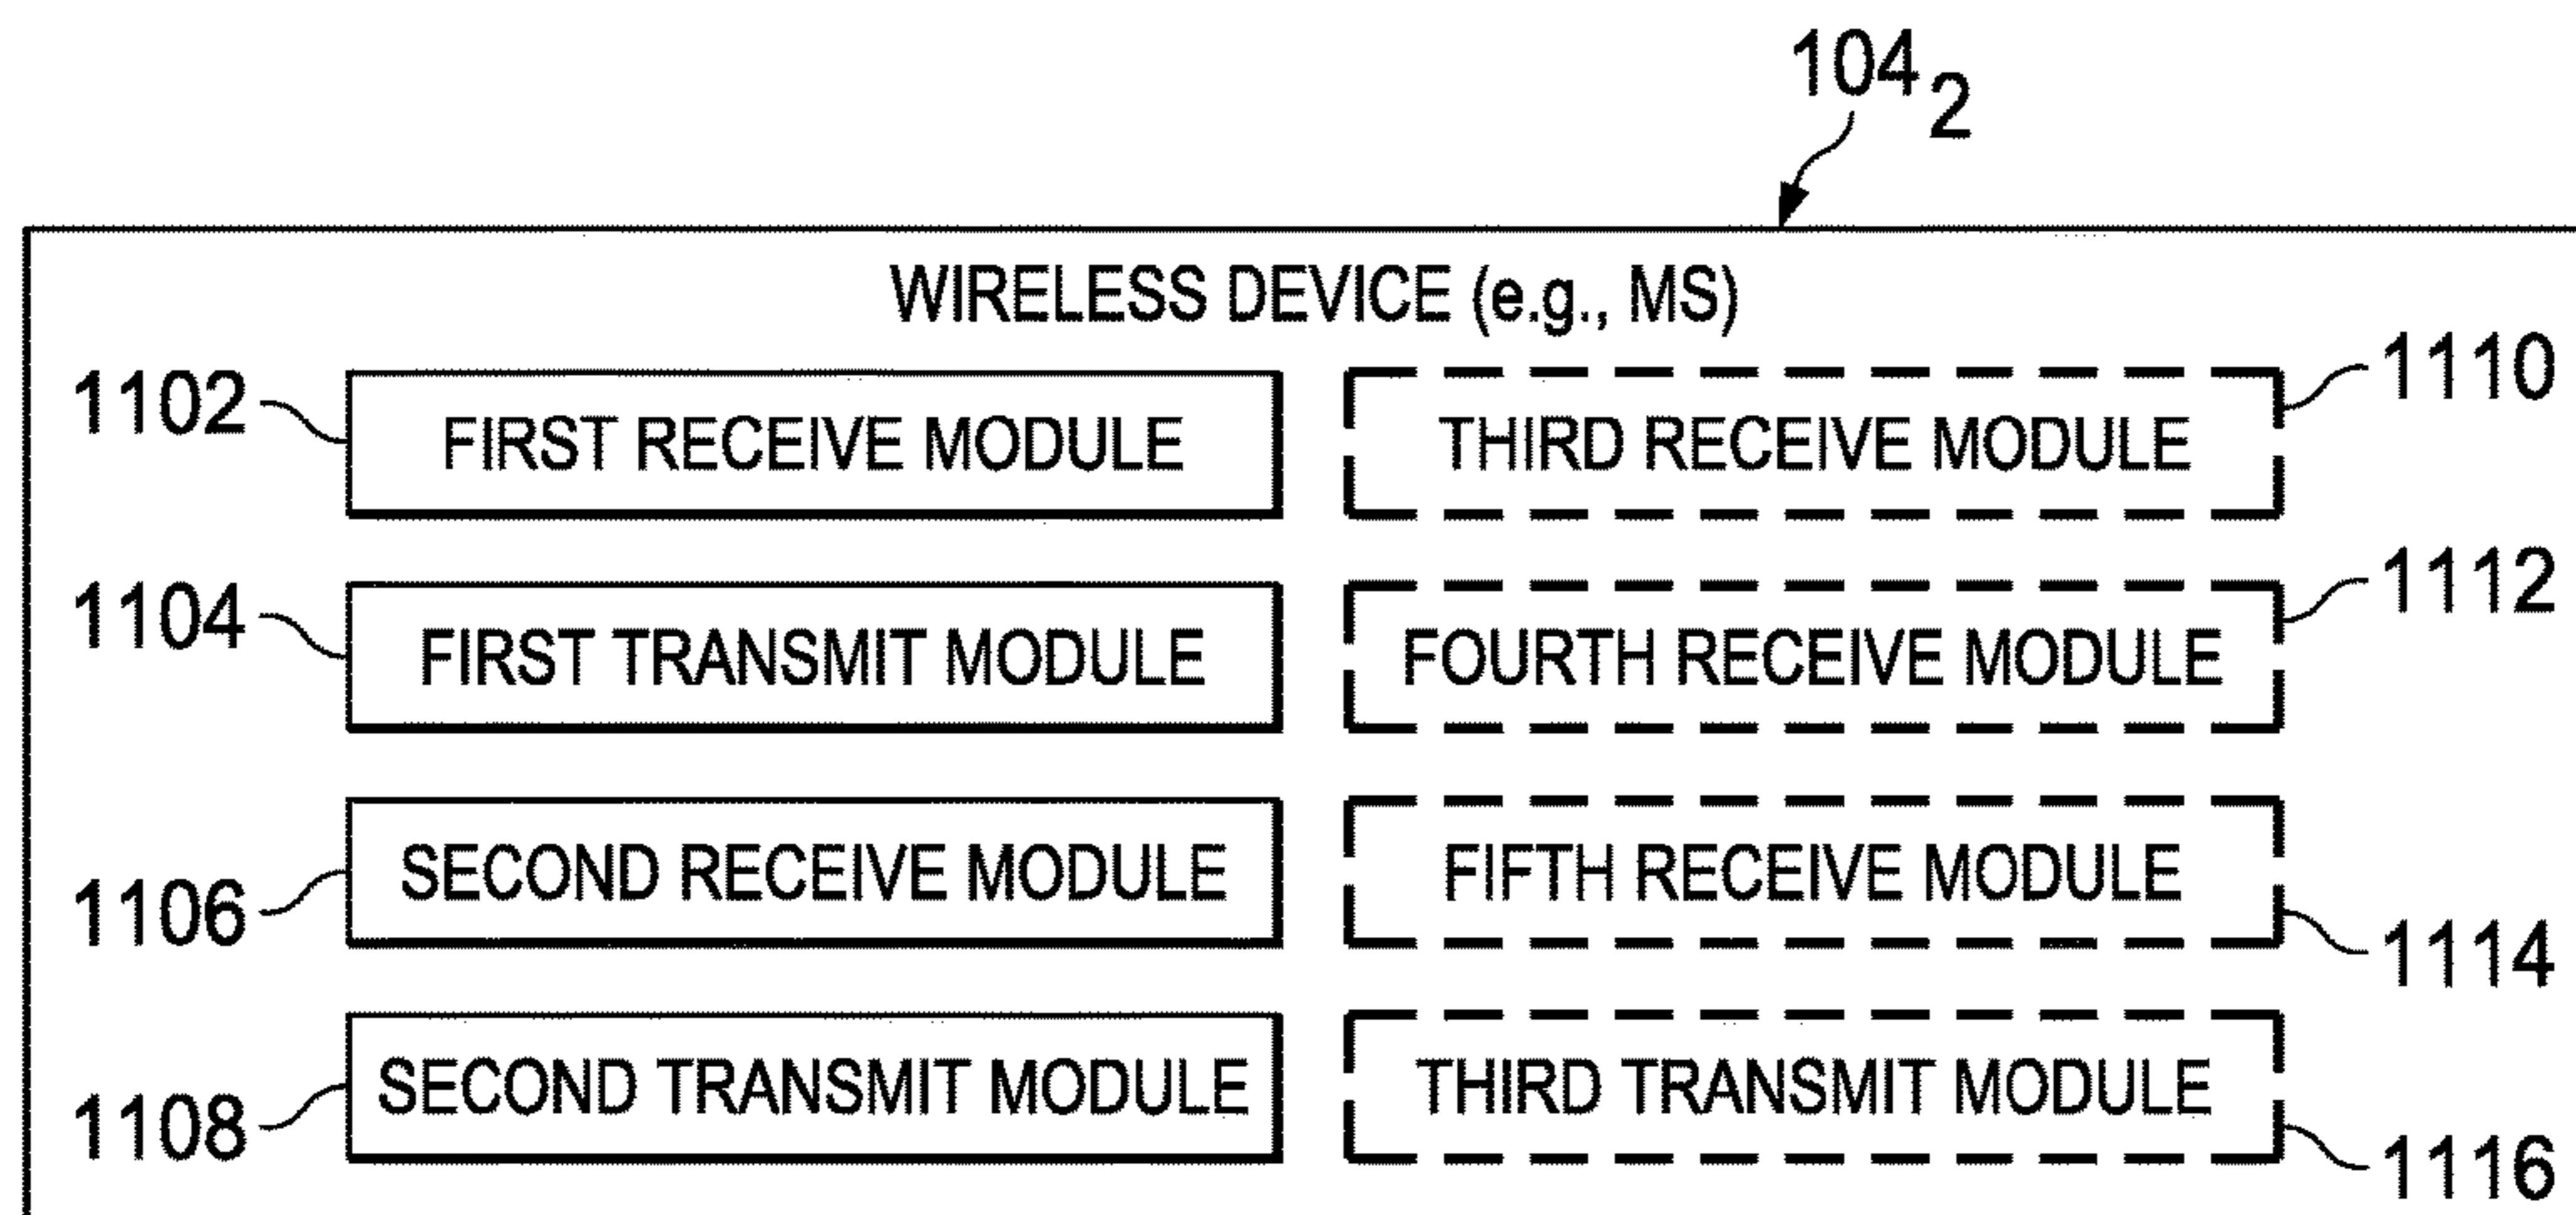 104₂
WIRELESS DEVICE (e.g., MS)
1102
FIRST RECEIVE MODULE
THIRD RECEIVE MODULE
1110
1104
FIRST TRANSMIT MODULE
FOURTH RECEIVE MODULE
1112
1106
SECOND RECEIVE MODULE
FIFTH RECEIVE MODULE
1114
1108
SECOND TRANSMIT MODULE
THIRD TRANSMIT MODULE
1116